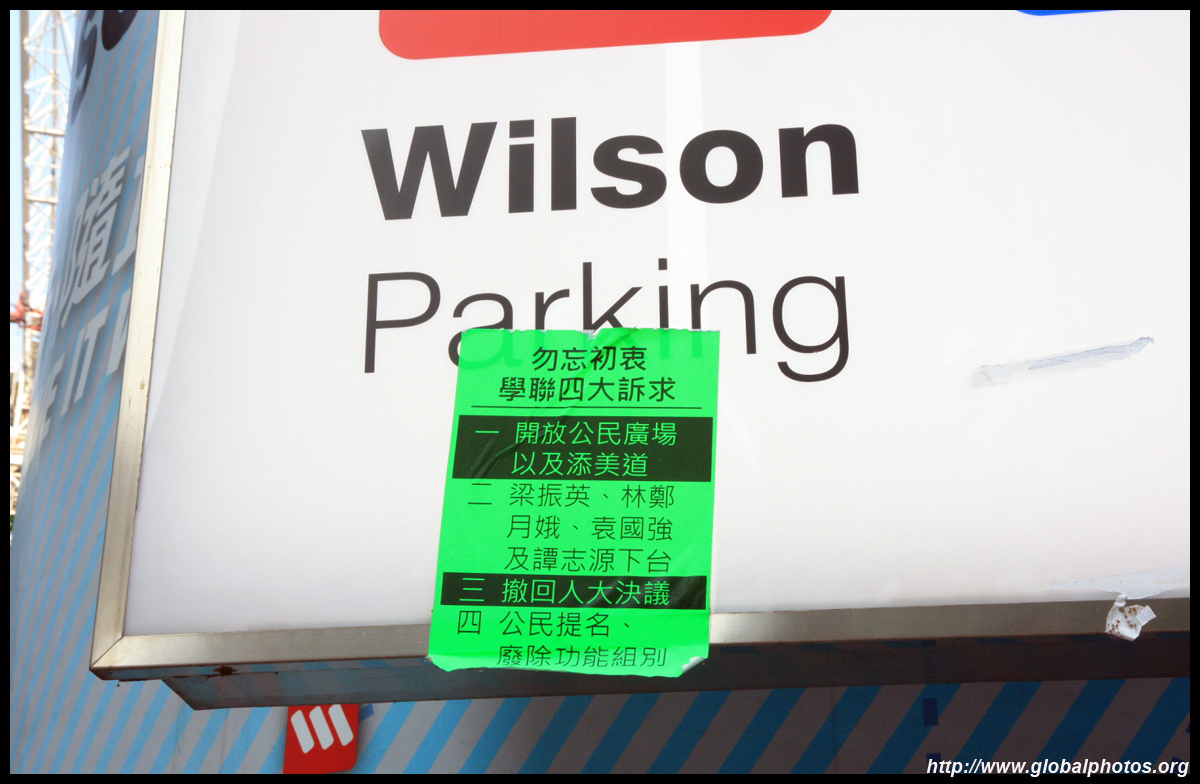 Wilson
Parking
勿忘初衷
學聯四大訴求
一 開放公民廣場
以及添美道
二 梁振英、林鄭
月娥、袁國強
及譚志源下台
三 撤回人大決議
四 公民提名、
廢除功能組別
隨
http://www.globalphotos.org